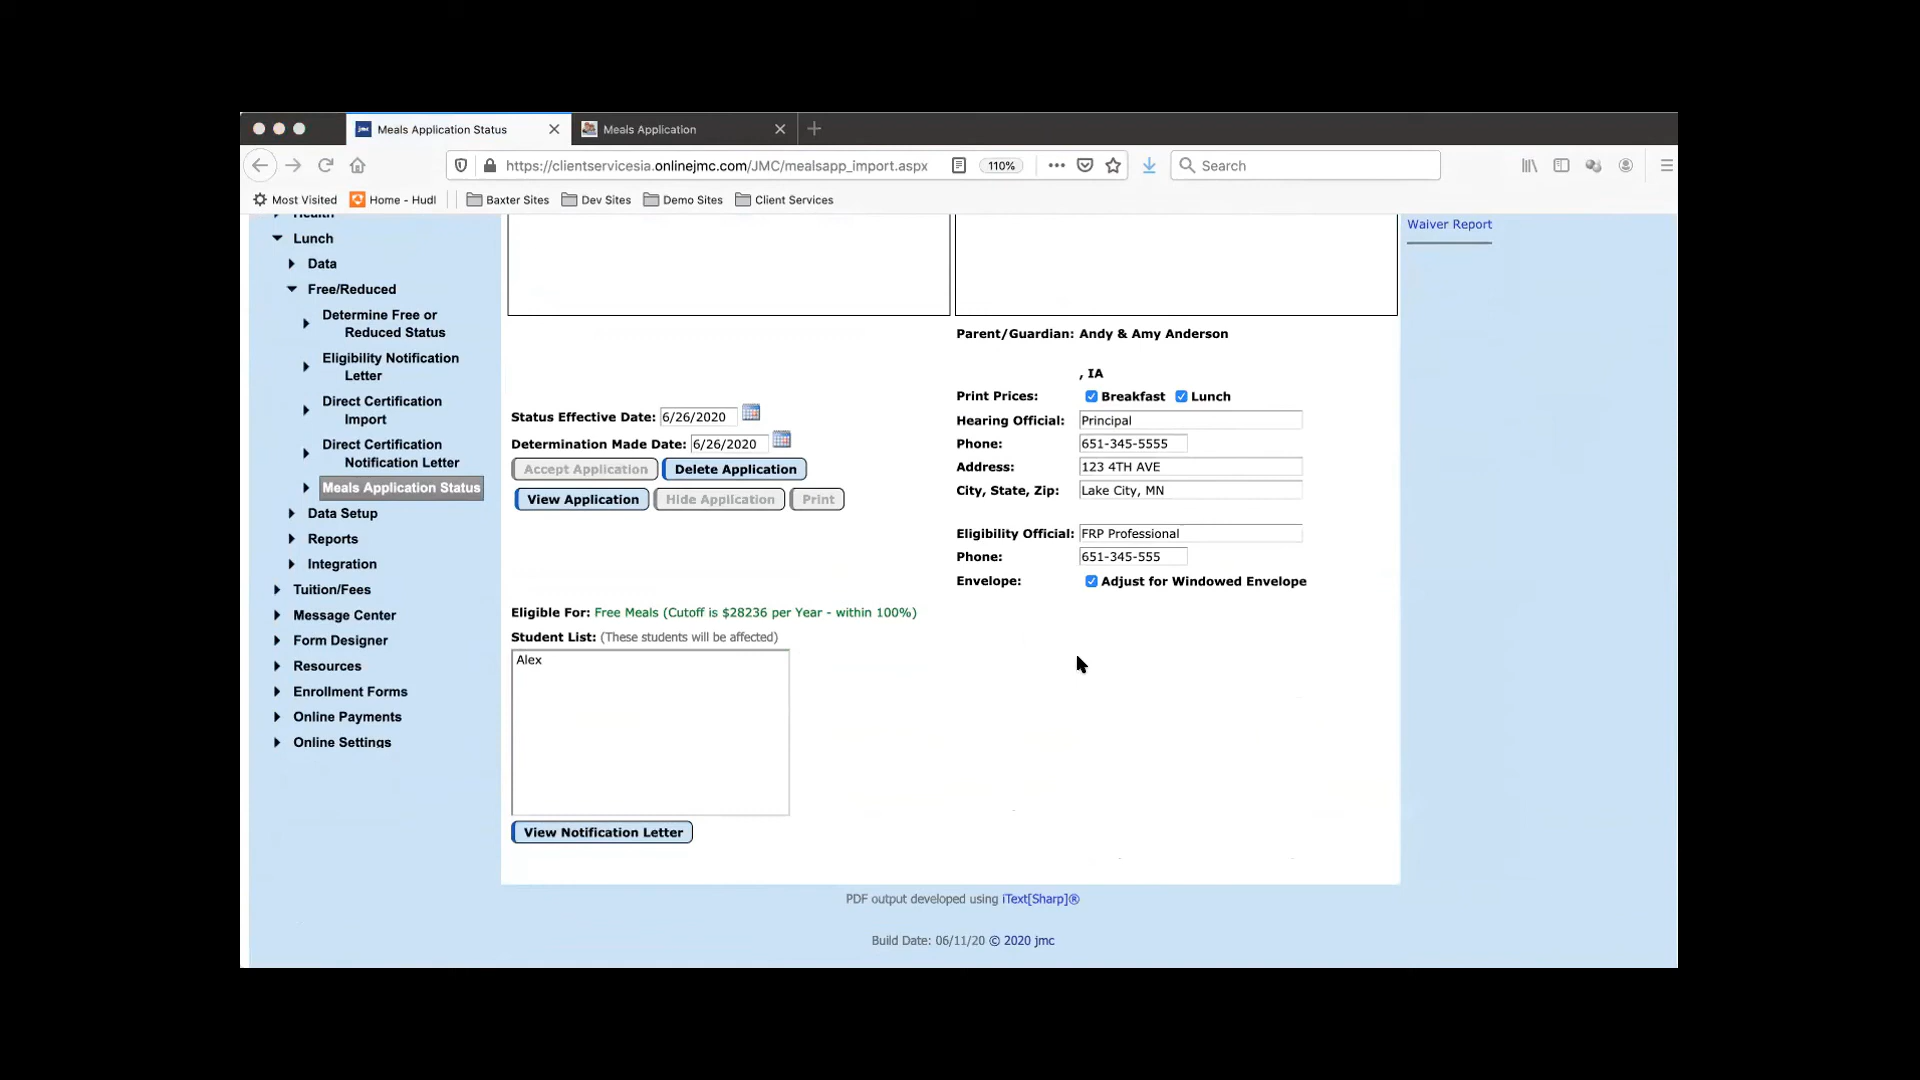 Meals Application Status
Meals Application
https://clientservicesia.onlinejmc.com/JMC/mealsapp_import.aspx
110%
Search
Most Visited
Home - Hudl
Baxter Sites
Dev Sites
Demo Sites
Client Services
Health
Lunch
Data
Free/Reduced
Determine Free or
Reduced Status
Eligibility Notification
Letter
Direct Certification
Import
Direct Certification
Notification Letter
Meals Application Status
Data Setup
Reports
Integration
Tuition/Fees
Message Center
Form Designer
Resources
Enrollment Forms
Online Payments
Online Settings
Status Effective Date: 6/26/2020
Determination Made Date: 6/26/2020
Accept Application
Delete Application
View Application
Hide Application
Print
Parent/Guardian: Andy & Amy Anderson
, IA
Print Prices: Breakfast Lunch
Hearing Official: Principal
Phone: 651-345-5555
Address: 123 4TH AVE
City, State, Zip: Lake City, MN
Eligibility Official: FRP Professional
Phone: 651-345-555
Envelope: Adjust for Windowed Envelope
Eligible For: Free Meals (Cutoff is $28236 per Year - within 100%)
Student List: (These students will be affected)
Alex
View Notification Letter
Waiver Report
PDF output developed using iText[Sharp]®
Build Date: 06/11/20 © 2020 jmc